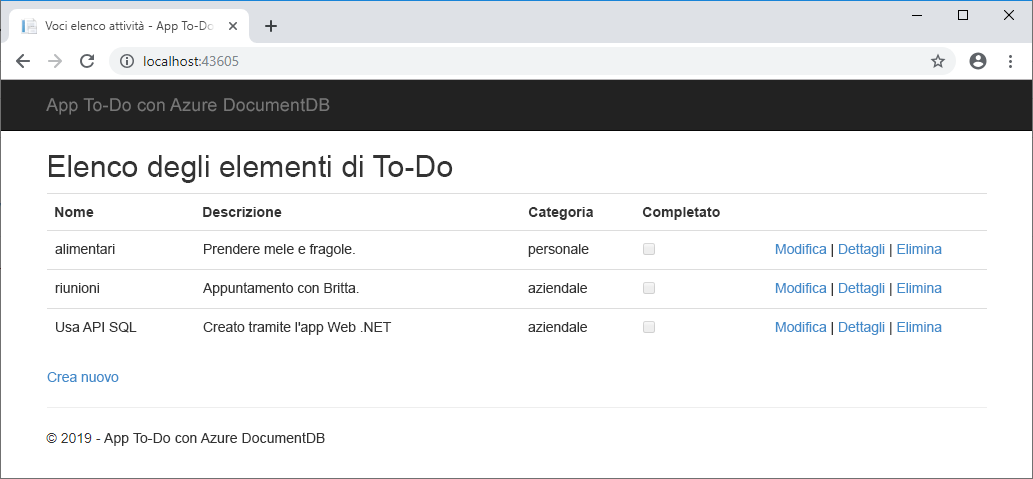 Voci elenco attività - App To-Do
localhost:43605
App To-Do con Azure DocumentDB
Elenco degli elementi di To-Do
Nome Descrizione Categoria Completato
alimentari Prendere mele e fragole. personale Modifica | Dettagli | Elimina
riunioni Appuntamento con Britta. aziendale Modifica | Dettagli | Elimina
Usa API SQL Creato tramite l'app Web .NET aziendale Modifica | Dettagli | Elimina
Crea nuovo
© 2019 - App To-Do con Azure DocumentDB